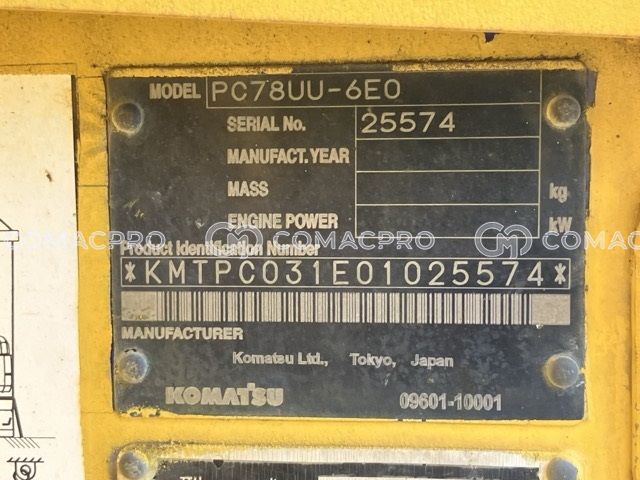 MODEL PC78UU-6E0
SERIAL No. 25574
MANUFACT.YEAR
MASS kg
ENGINE POWER kW
COMACPRO COMACPRO COMACPRO
Product Identification Number
*KMTPC031E01025574*
MANUFACTURER
Komatsu Ltd., Tokyo, Japan
KOMATSU 09601-10001